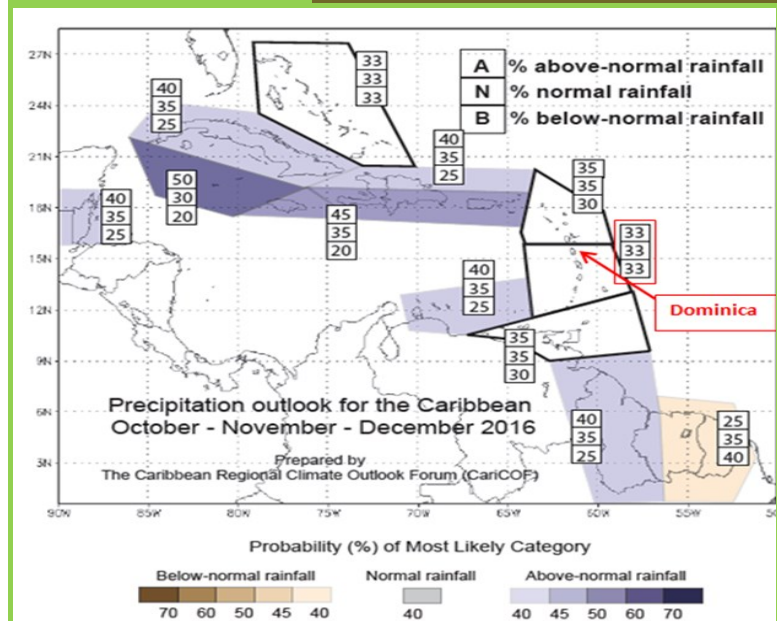 27N
24N
21N
18N
15N
12N
9N
6N
3N
90W
85W
80W
75W
70W
65W
60W
55W
A % above-normal rainfall
N % normal rainfall
B % below-normal rainfall
33
33
33
40
35
25
40
35
25
35
35
30
50
30
20
40
35
25
45
35
20
33
33
33
40
35
25
Dominica
35
35
30
40
35
25
25
35
40
Precipitation outlook for the Caribbean
October - November - December 2016
Prepared by
The Caribbean Regional Climate Outlook Forum (CariCOF)
Probability (%) of Most Likely Category
Below-normal rainfall
70 60 50 45 40
Normal rainfall
40
Above-normal rainfall
40 45 50 60 70